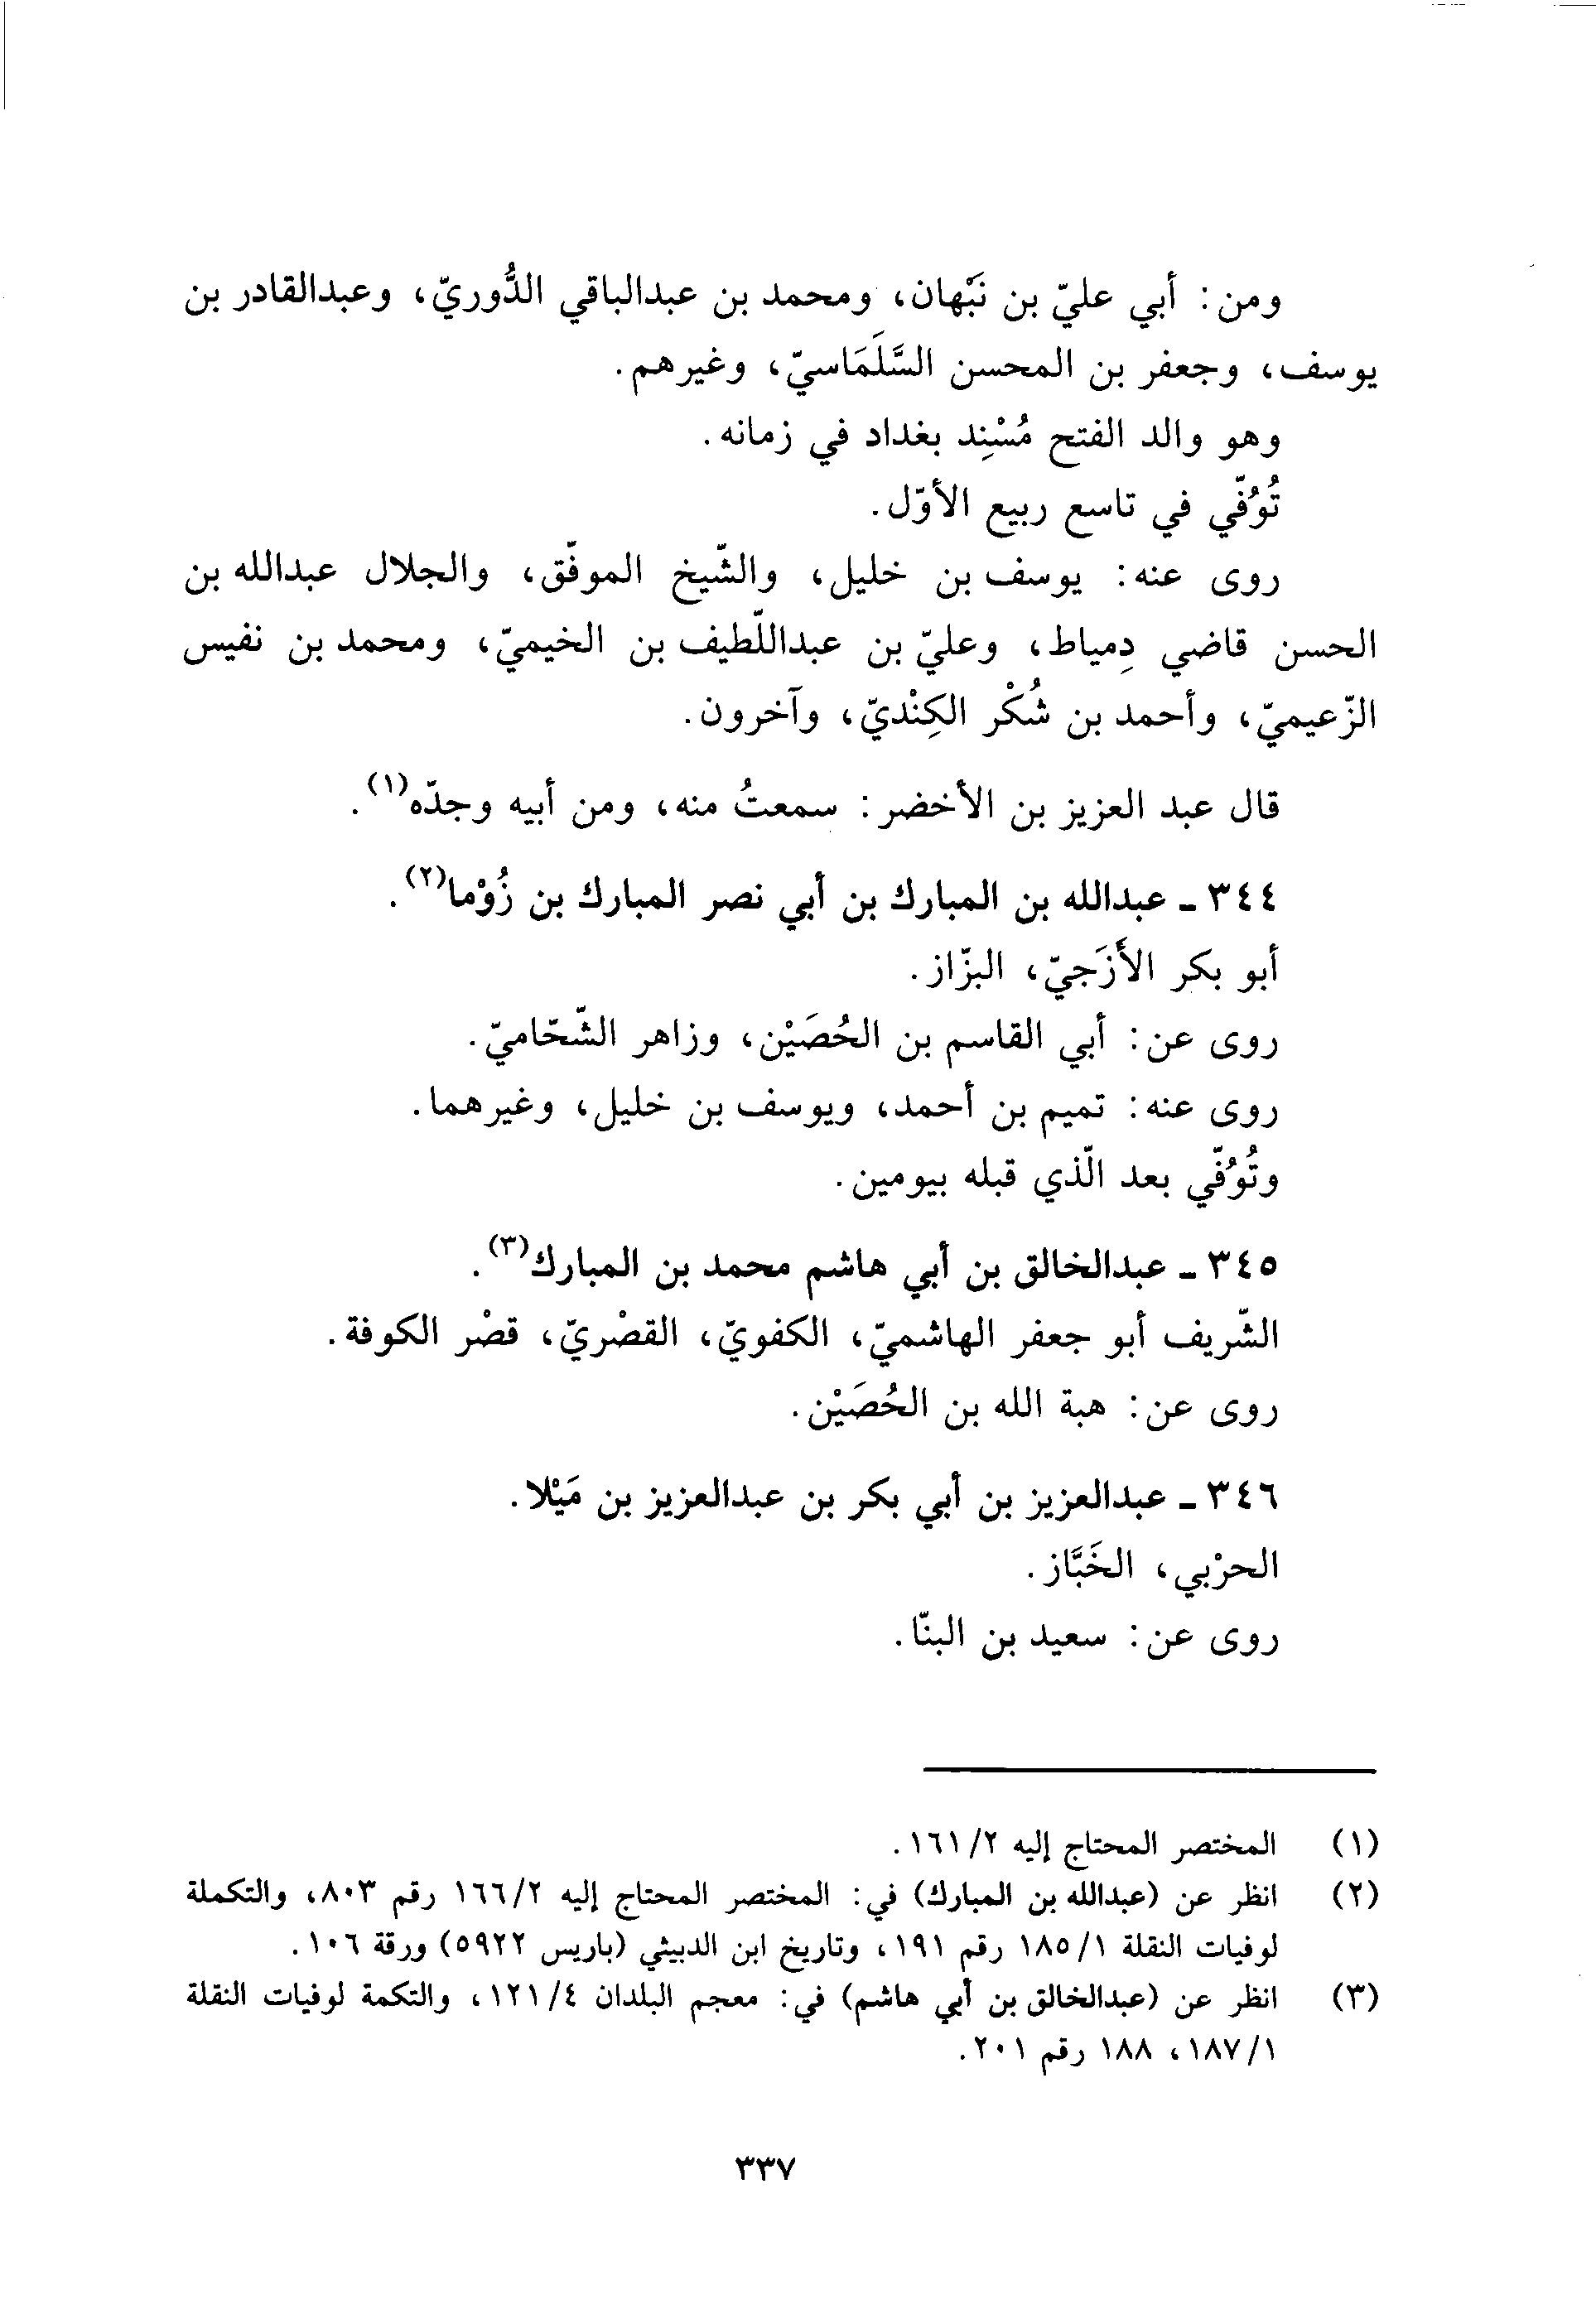 ومن: أبي عليّ بن نَبْهان، ومحمد بن عبدالباقي الدُّوريّ، وعبدالقادر بن
يوسف، وجعفر بن المحسن السَّلَمَاسيّ، وغيرهم.
وهو والد الفتح مُسْنِد بغداد في زمانه.
تُوُفّي في تاسع ربيع الأوّل.
روى عنه: يوسف بن خليل، والشّيخ الموفّق، والجلال عبدالله بن
الحسن قاضي دِمياط، وعليّ بن عبداللّطيف بن الخيميّ، ومحمد بن نفيس
الزّعيميّ، وأحمد بن شُكْر الكِنْديّ، وآخرون.
قال عبد العزيز بن الأخضر: سمعتُ منه، ومن أبيه وجدّه(١).
٣٤٤ ـ عبدالله بن المبارك بن أبي نصر المبارك بن زُوْما(٢).
أبو بكر الأَزَجيّ، البزّاز.
روى عن: أبي القاسم بن الحُصَيْن، وزاهر الشّحّاميّ.
روى عنه: تميم بن أحمد، ويوسف بن خليل، وغيرهما.
وتُوُفّي بعد الّذي قبله بيومين.
٣٤٥ ـ عبدالخالق بن أبي هاشم محمد بن المبارك(٣).
الشّريف أبو جعفر الهاشميّ، الكفويّ، القصْريّ، قصْر الكوفة.
روى عن: هبة الله بن الحُصَيْن.
٣٤٦ ـ عبدالعزيز بن أبي بكر بن عبدالعزيز بن مَيْلا.
الحرْبي، الخَبَّاز.
روى عن: سعيد بن البنّا.
(١) المختصر المحتاج إليه ١٦١/٢.
(٢) انظر عن (عبدالله بن المبارك) في: المختصر المحتاج إليه ١٦٦/٢ رقم ٨٠٣، والتكملة
لوفيات النقلة ١٨٥/١ رقم ١٩١، وتاريخ ابن الدبيثي (باريس ٥٩٢٢) ورقة ١٠٦.
(٣) انظر عن (عبدالخالق بن أبي هاشم) في: معجم البلدان ١٢١/٤، والتكمة لوفيات النقلة
١٨٧/١، ١٨٨ رقم ٢٠١.
٣٣٧